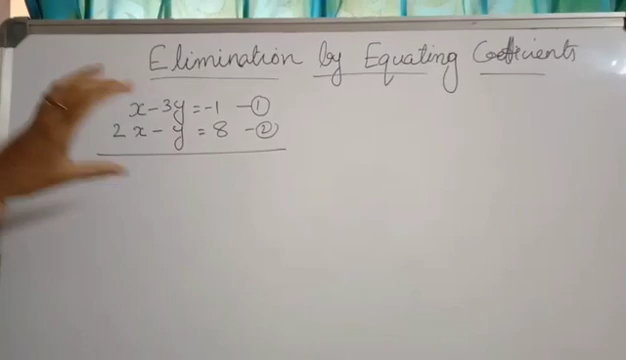 Elimination by Equating Coefficients
x - 3y = -1 - ①
2x - y = 8 - ②